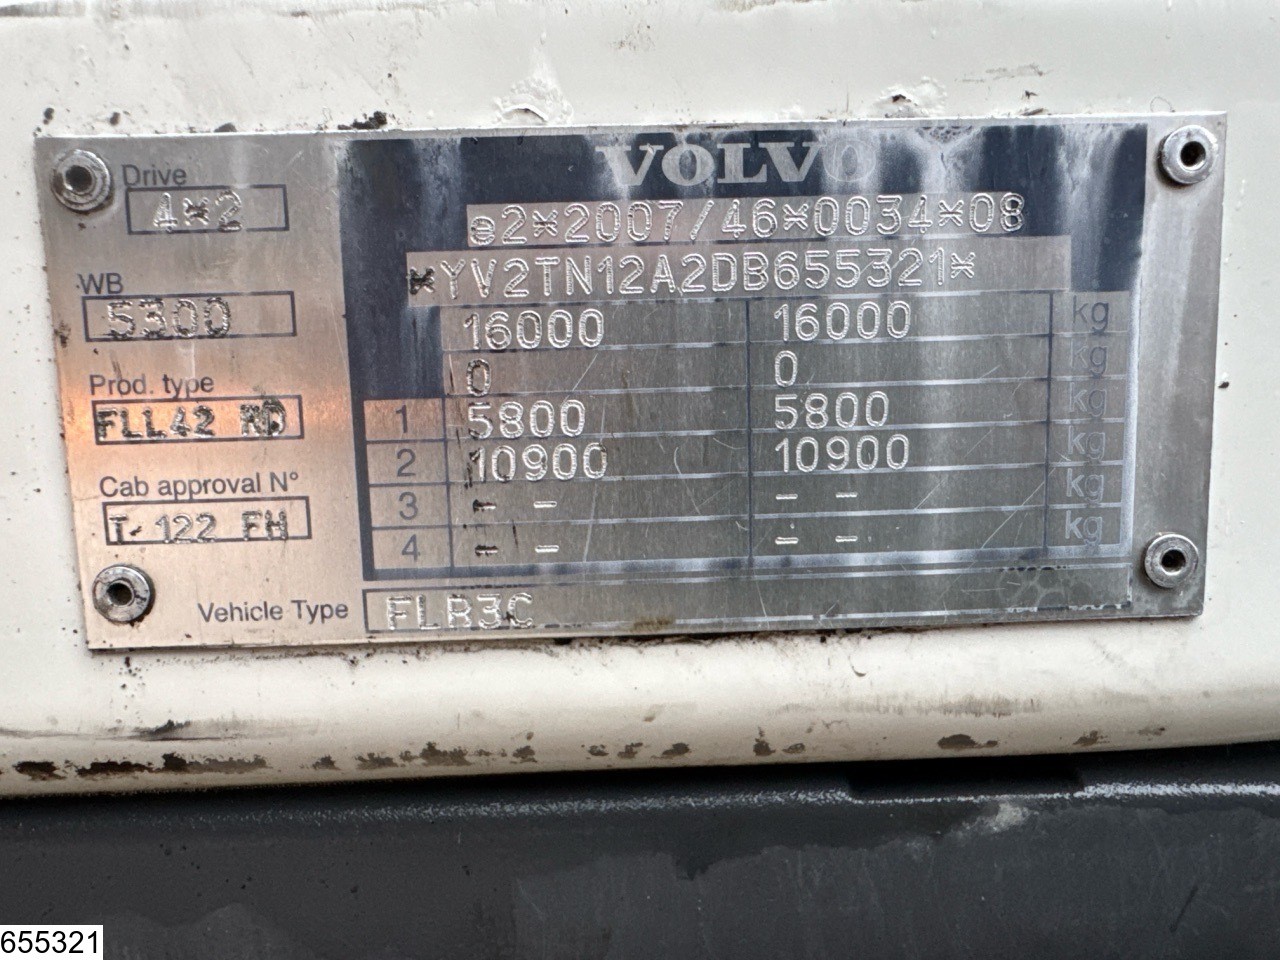 VOLVO
Drive
4*2
e2*2007/46*0034*08
WB
5300
*YV2TN12A2DB655321*
16000 16000 kg
0 0 kg
Prod. type
FLL42 RD
1 5800 5800 kg
2 10900 10900 kg
Cab approval N°
T-122 FH
3 - - - - kg
4 - - - - kg
Vehicle Type FLR3C
655321